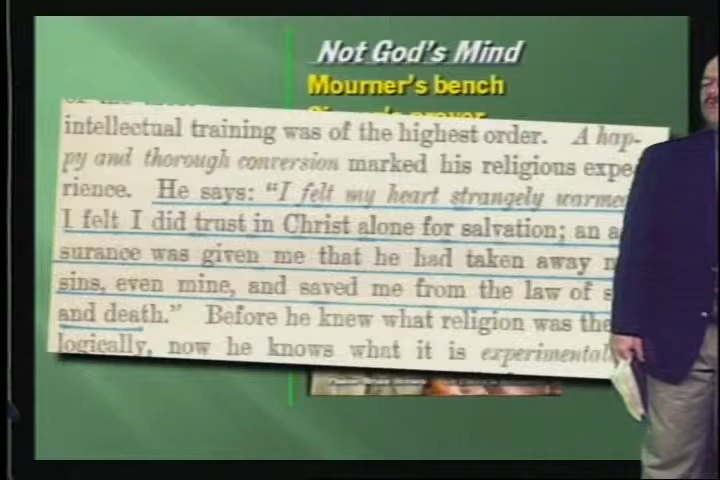 Not God's Mind
Mourner's bench
intellectual training was of the highest order. A hap-
py and thorough conversion marked his religious expe
rience. He says: "I felt my heart strangely warmed
I felt I did trust in Christ alone for salvation; an a
surance was given me that he had taken away
sins, even mine, and saved me from the law of s
and death." Before he knew what religion was the
logically, now he knows what it is experimental